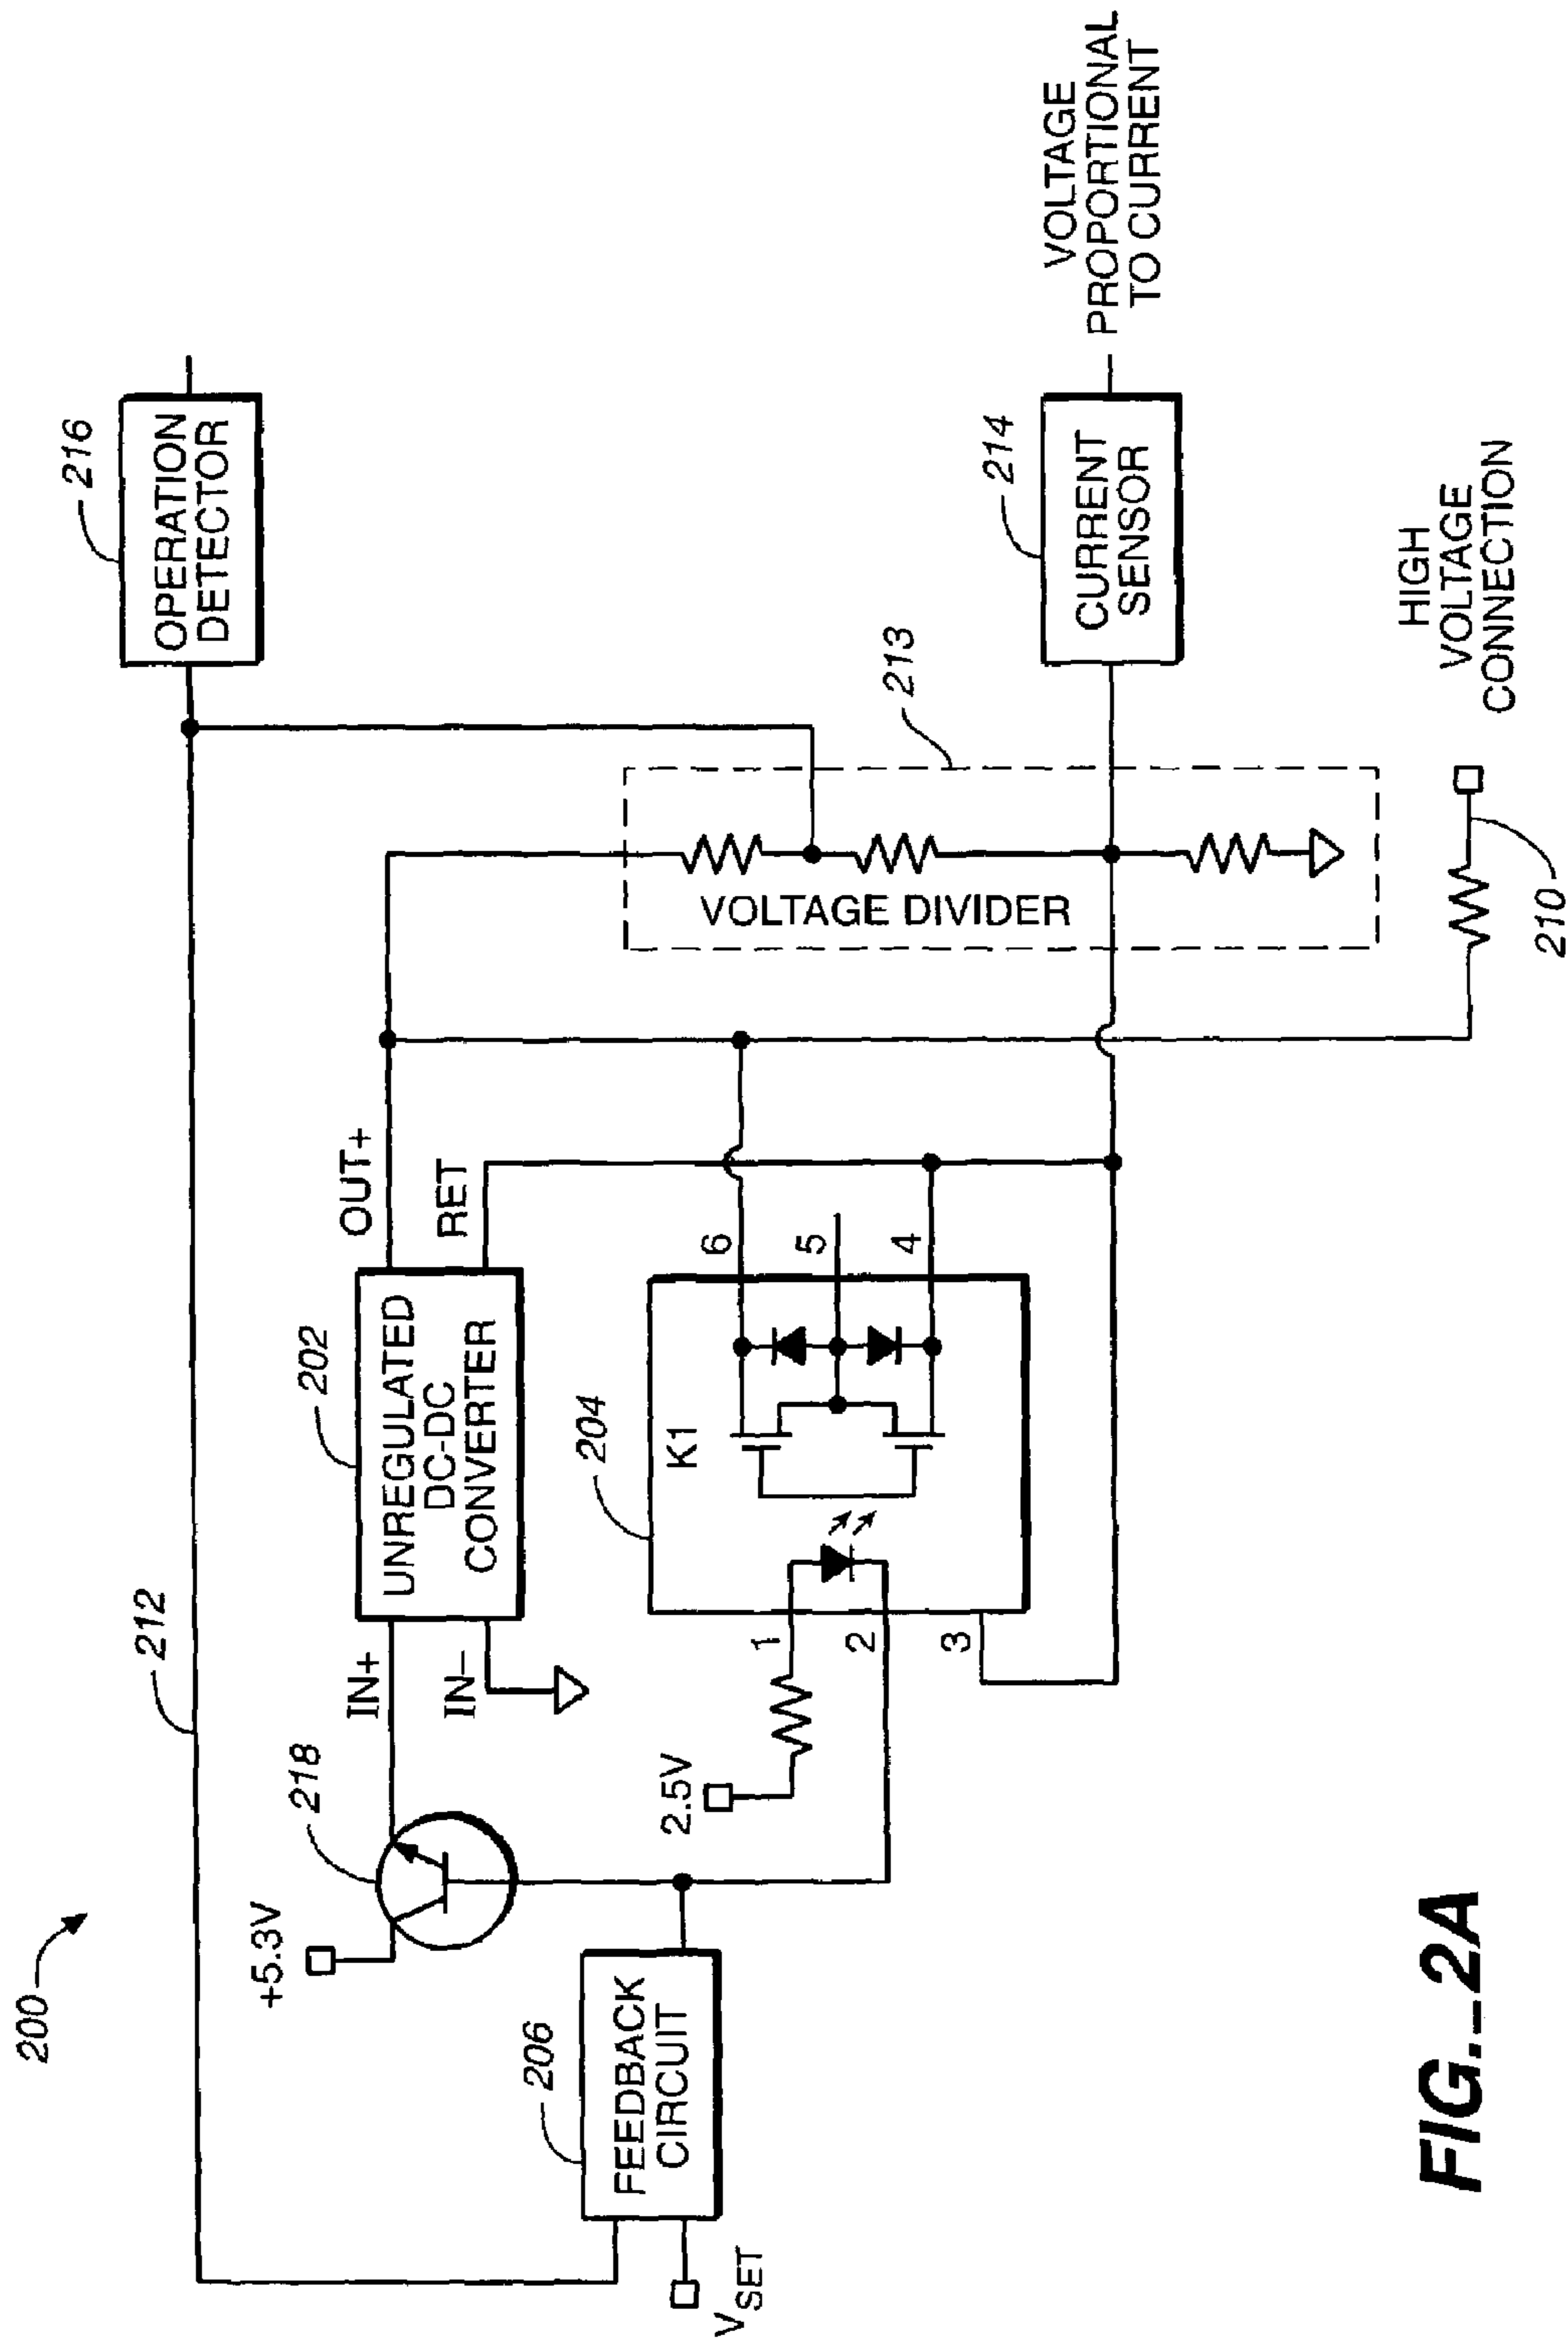 200
212
216
OPERATION
DETECTOR
+5.3V
218
IN+
IN–
202
UNREGULATED
DC-DC
CONVERTER
OUT+
RET
206
FEEDBACK
CIRCUIT
VSET
2.5V
1
2
3
204
K1
6
5
4
213
VOLTAGE DIVIDER
214
CURRENT
SENSOR
VOLTAGE
PROPORTIONAL
TO CURRENT
210
HIGH
VOLTAGE
CONNECTION
FIG._2A